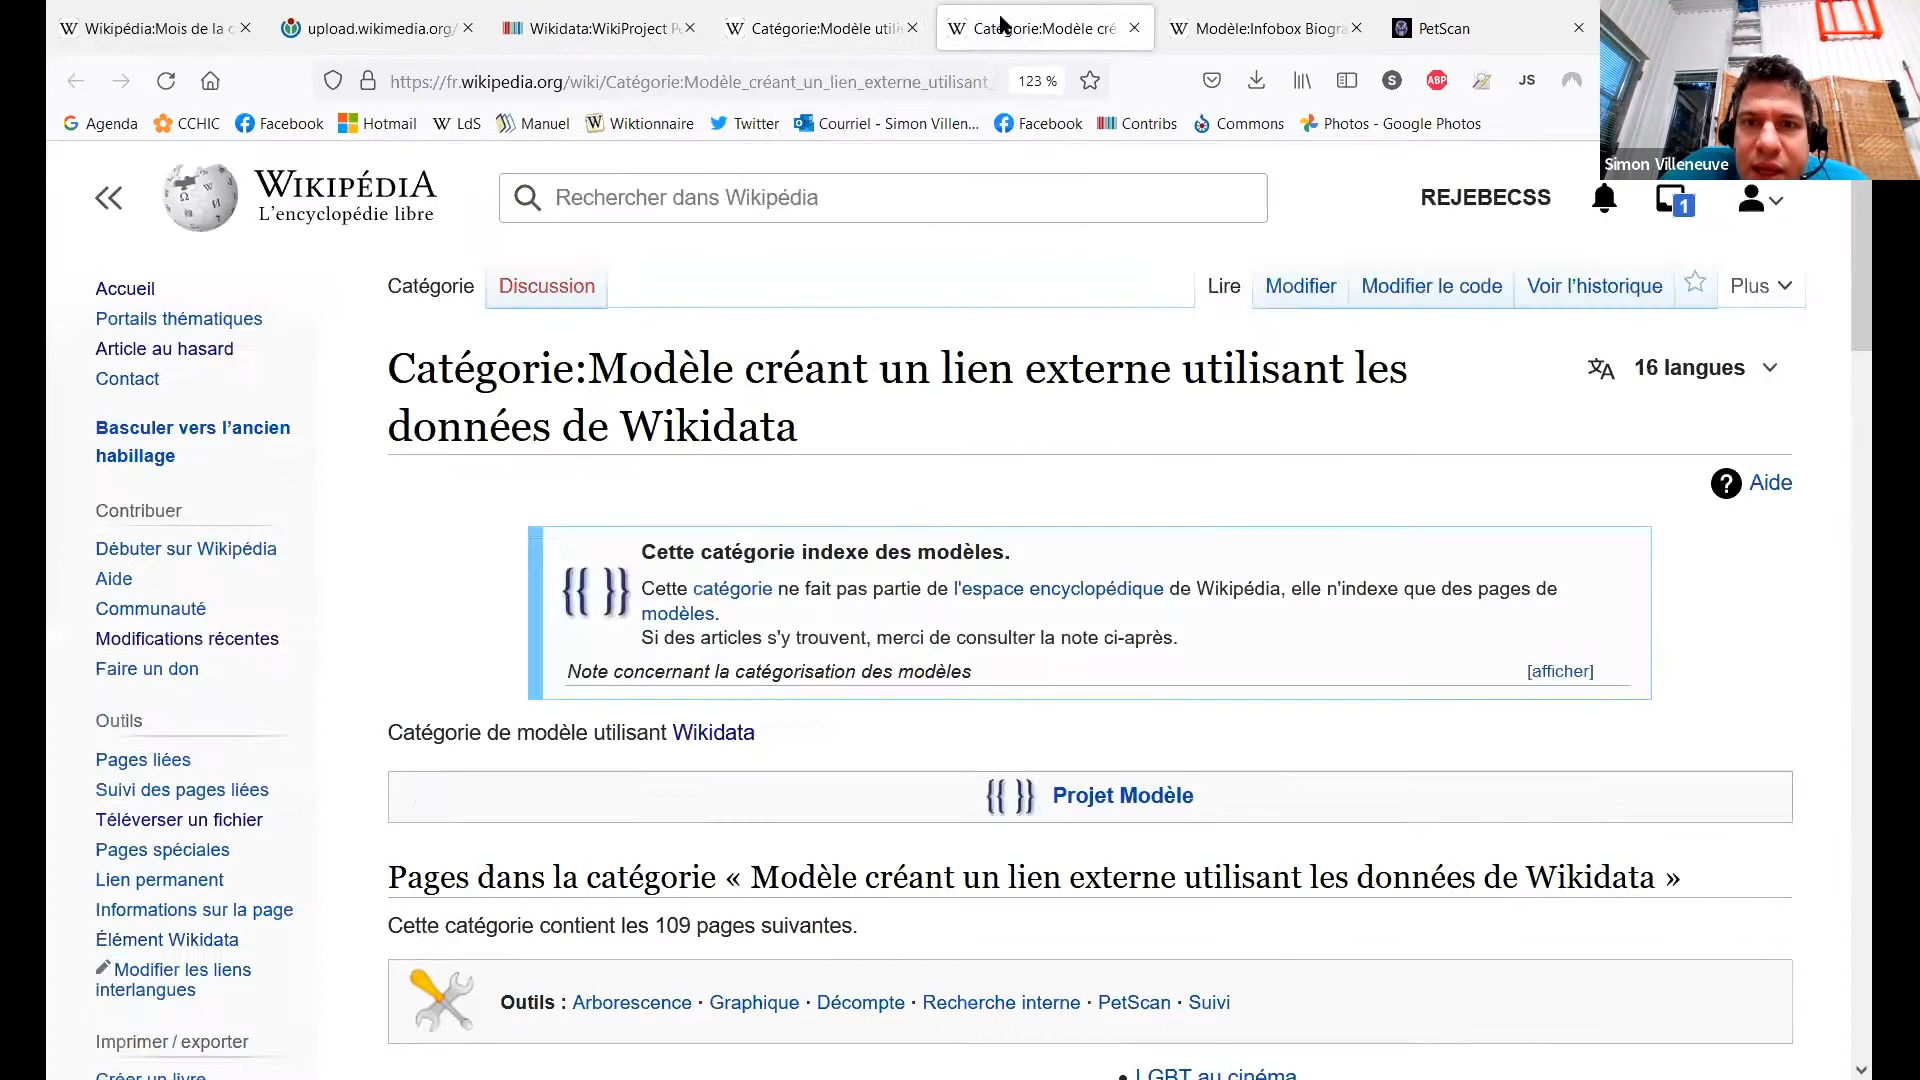 Wikipédia:Mois de la c
upload.wikimedia.org/
Wikidata:WikiProject P
Catégorie:Modèle utili
Catégorie:Modèle cré
Modèle:Infobox Biogra
PetScan
https://fr.wikipedia.org/wiki/Catégorie:Modèle_créant_un_lien_externe_utilisant_
123 %
S
ABP
JS
Agenda
CCHIC
Facebook
Hotmail
LdS
Manuel
Wiktionnaire
Twitter
Courriel - Simon Villen...
Facebook
Contribs
Commons
Photos - Google Photos
Simon Villeneuve
WIKIPÉDIA
L'encyclopédie libre
Rechercher dans Wikipédia
REJEBECSS
1
Accueil
Portails thématiques
Article au hasard
Contact
Basculer vers l'ancien
habillage
Contribuer
Débuter sur Wikipédia
Aide
Communauté
Modifications récentes
Faire un don
Outils
Pages liées
Suivi des pages liées
Téléverser un fichier
Pages spéciales
Lien permanent
Informations sur la page
Élément Wikidata
Modifier les liens
interlangues
Imprimer / exporter
Créer un livre
Catégorie
Discussion
Lire
Modifier
Modifier le code
Voir l'historique
Plus
Catégorie:Modèle créant un lien externe utilisant les
données de Wikidata
16 langues
? Aide
{{ }}
Cette catégorie indexe des modèles.
Cette catégorie ne fait pas partie de l'espace encyclopédique de Wikipédia, elle n'indexe que des pages de
modèles.
Si des articles s'y trouvent, merci de consulter la note ci-après.
Note concernant la catégorisation des modèles [afficher]
Catégorie de modèle utilisant Wikidata
{{ }} Projet Modèle
Pages dans la catégorie « Modèle créant un lien externe utilisant les données de Wikidata »
Cette catégorie contient les 109 pages suivantes.
Outils : Arborescence · Graphique · Décompte · Recherche interne · PetScan · Suivi
• LGBT au cinéma